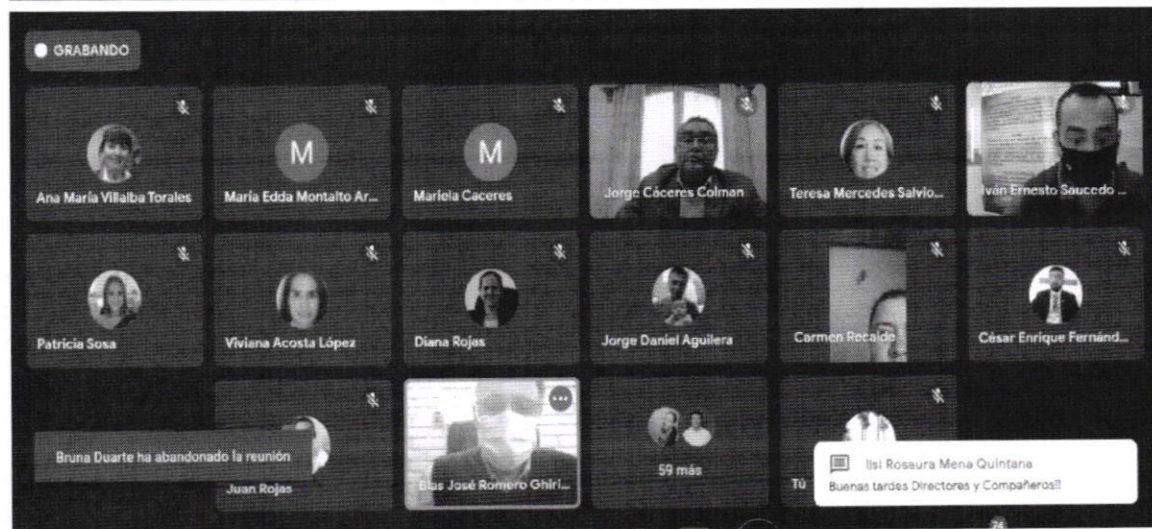 GRABANDO
Ana María Villalba Torales
M
María Edda Montalto Ar...
M
Mariela Caceres
Jorge Cáceres Colman
Teresa Mercedes Salvio...
Iván Ernesto Saucedo ...
Patricia Sosa
Viviana Acosta López
Diana Rojas
Jorge Daniel Aguilera
Carmen Recalde
César Enrique Fernánd...
Bruna Duarte ha abandonado la reunión
Juan Rojas
Blas José Romero Ghiri...
59 más
Tú
Ilsi Rosaura Mena Quintana
Buenas tardes Directores y Compañeros!!
74